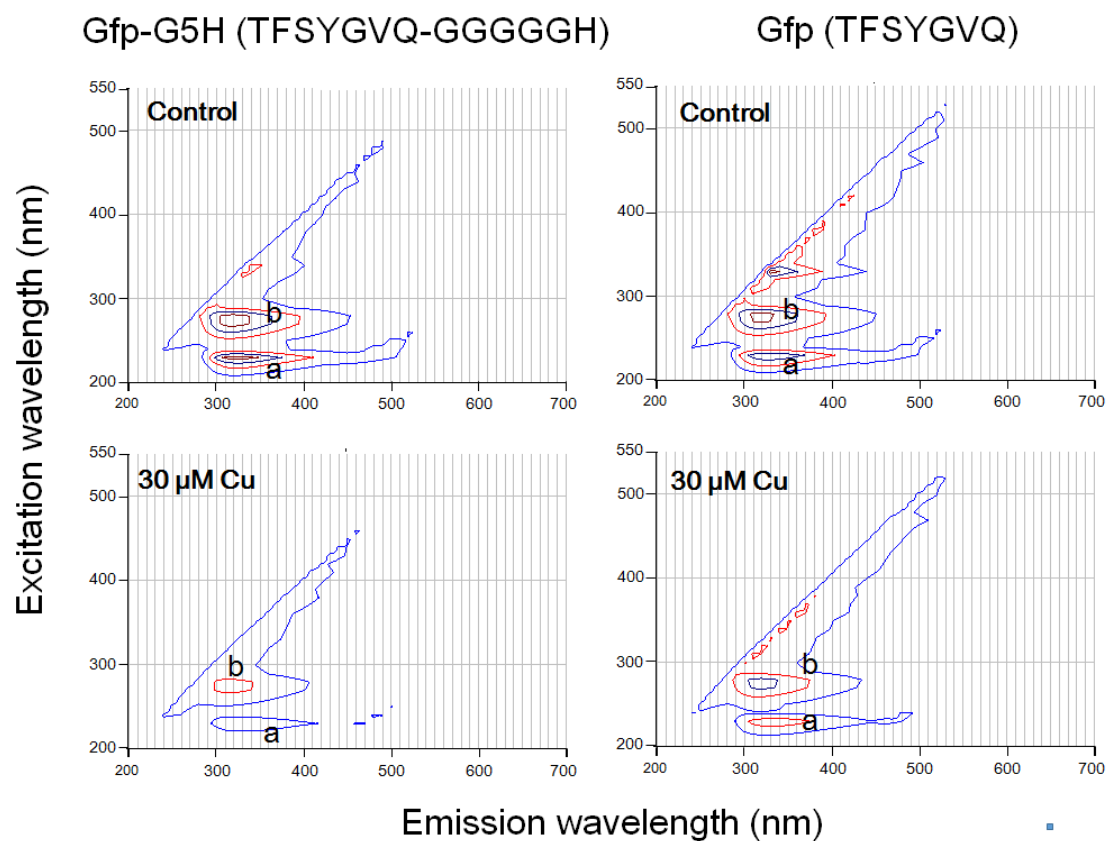 Gfp-G5H (TFSYGVQ-GGGGGH)
Gfp (TFSYGVQ)
Excitation wavelength (nm)
550
Control
500
400
300
b
a
200
200 300 400 500 600 700
550
Control
500
400
300
b
a
200
200 300 400 500 600 700
550
30 µM Cu
500
400
300
b
a
200
200 300 400 500 600 700
550
30 µM Cu
500
400
300
b
a
200
200 300 400 500 600 700
Emission wavelength (nm)